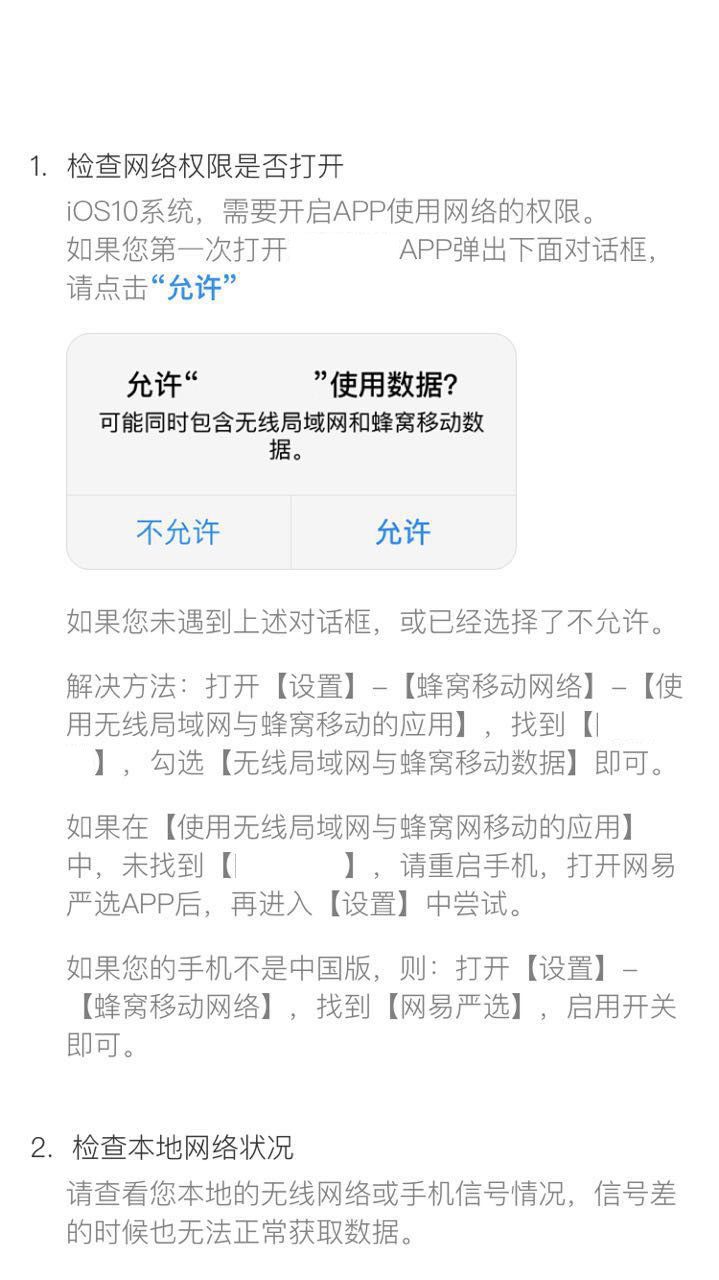 1. 检查网络权限是否打开
iOS10系统，需要开启APP使用网络的权限。
如果您第一次打开 APP弹出下面对话框，
请点击“允许”
允许“ ”使用数据？
可能同时包含无线局域网和蜂窝移动数
据。
不允许 允许
如果您未遇到上述对话框，或已经选择了不允许。
解决方法：打开【设置】-【蜂窝移动网络】-【使
用无线局域网与蜂窝移动的应用】，找到【
】，勾选【无线局域网与蜂窝移动数据】即可。
如果在【使用无线局域网与蜂窝网移动的应用】
中，未找到【 】，请重启手机，打开网易
严选APP后，再进入【设置】中尝试。
如果您的手机不是中国版，则：打开【设置】-
【蜂窝移动网络】，找到【网易严选】，启用开关
即可。
2. 检查本地网络状况
请查看您本地的无线网络或手机信号情况，信号差
的时候也无法正常获取数据。